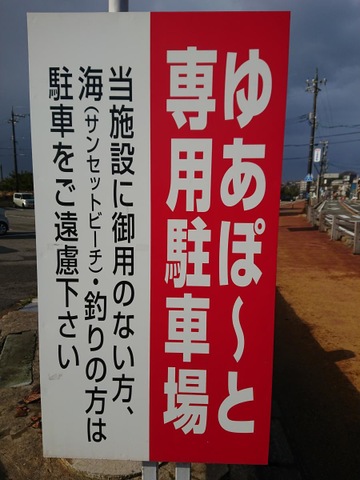 ゆあぽ～と
専用駐車場
当施設に御用のない方、
海（サンセットビーチ）・釣りの方は
駐車をご遠慮下さい